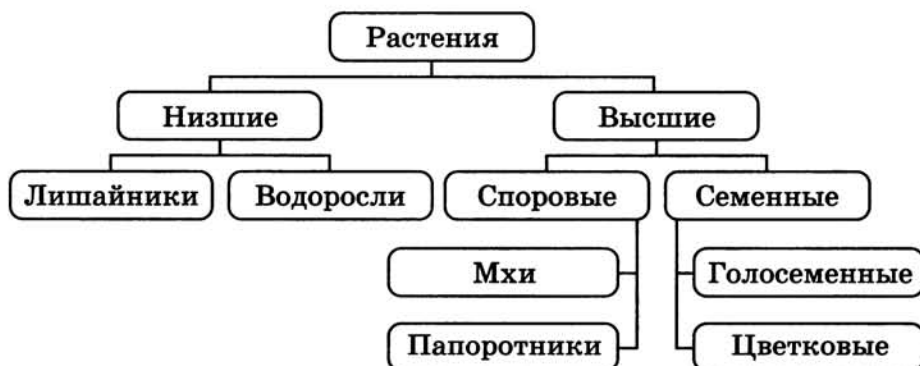 Растения
Низшие
Высшие
Лишайники
Водоросли
Споровые
Семенные
Мхи
Голосеменные
Папоротники
Цветковые